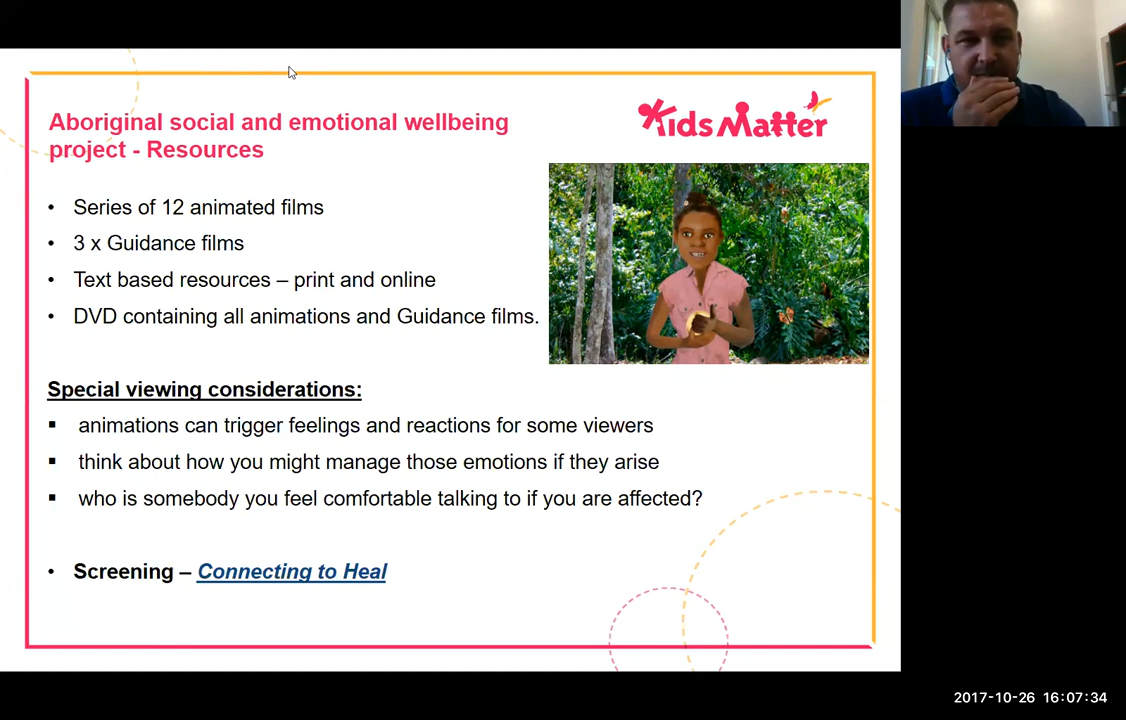 Aboriginal social and emotional wellbeing
project - Resources
KidsMatter
• Series of 12 animated films
• 3 x Guidance films
• Text based resources – print and online
• DVD containing all animations and Guidance films.
Special viewing considerations:
▪ animations can trigger feelings and reactions for some viewers
▪ think about how you might manage those emotions if they arise
▪ who is somebody you feel comfortable talking to if you are affected?
• Screening – Connecting to Heal
2017-10-26 16:07:34